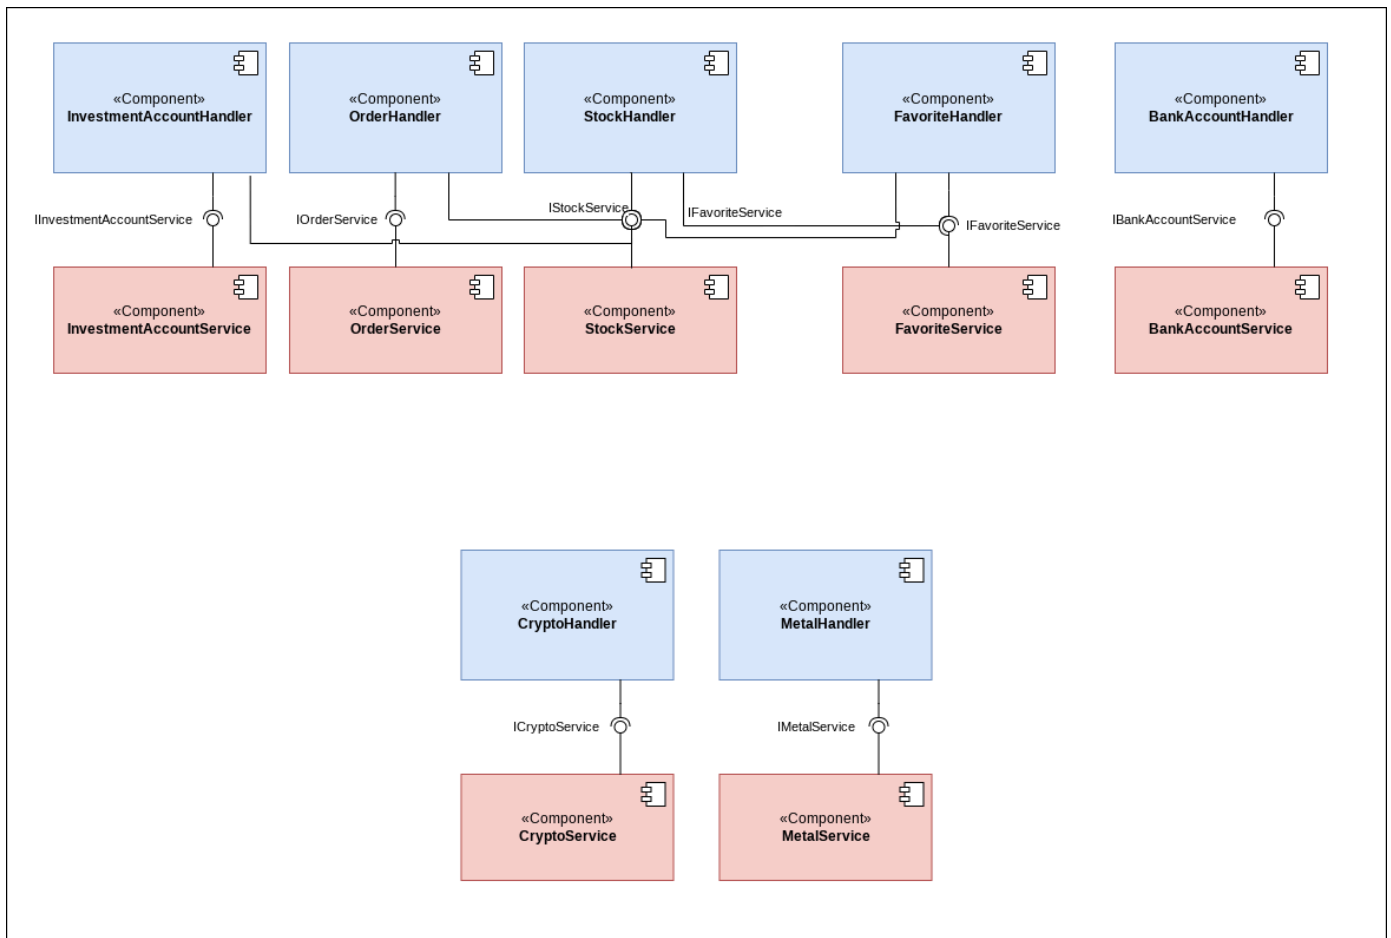 «Component»
InvestmentAccountHandler
«Component»
OrderHandler
«Component»
StockHandler
«Component»
FavoriteHandler
«Component»
BankAccountHandler
IInvestmentAccountService
IOrderService
IStockService
IFavoriteService
IFavoriteService
IBankAccountService
«Component»
InvestmentAccountService
«Component»
OrderService
«Component»
StockService
«Component»
FavoriteService
«Component»
BankAccountService
«Component»
CryptoHandler
«Component»
MetalHandler
ICryptoService
IMetalService
«Component»
CryptoService
«Component»
MetalService